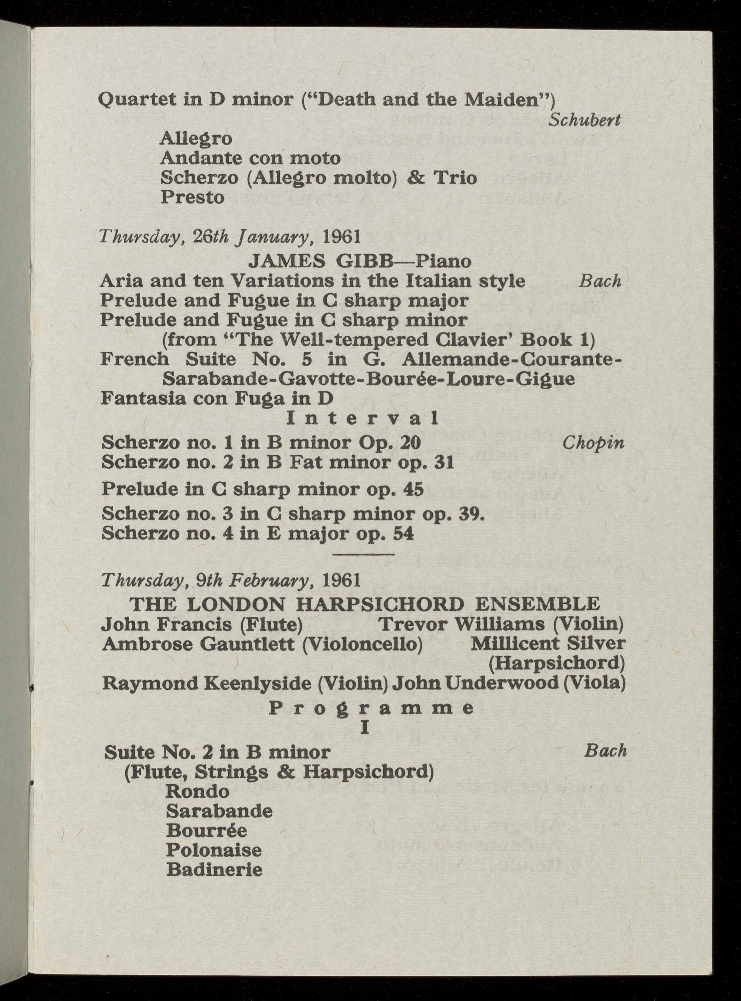 Quartet in D minor (“Death and the Maiden”)
Schubert
Allegro
Andante con moto
Scherzo (Allegro molto) & Trio
Presto
Thursday, 26th January, 1961
JAMES GIBB—Piano
Aria and ten Variations in the Italian style Bach
Prelude and Fugue in C sharp major
Prelude and Fugue in C sharp minor
(from “The Well-tempered Clavier’ Book 1)
French Suite No. 5 in G. Allemande-Courante-
Sarabande-Gavotte-Bourée-Loure-Gigue
Fantasia con Fuga in D
Interval
Scherzo no. 1 in B minor Op. 20 Chopin
Scherzo no. 2 in B Fat minor op. 31
Prelude in C sharp minor op. 45
Scherzo no. 3 in C sharp minor op. 39.
Scherzo no. 4 in E major op. 54
Thursday, 9th February, 1961
THE LONDON HARPSICHORD ENSEMBLE
John Francis (Flute) Trevor Williams (Violin)
Ambrose Gauntlett (Violoncello) Millicent Silver
(Harpsichord)
Raymond Keenlyside (Violin) John Underwood (Viola)
Programme
I
Suite No. 2 in B minor Bach
(Flute, Strings & Harpsichord)
Rondo
Sarabande
Bourrée
Polonaise
Badinerie